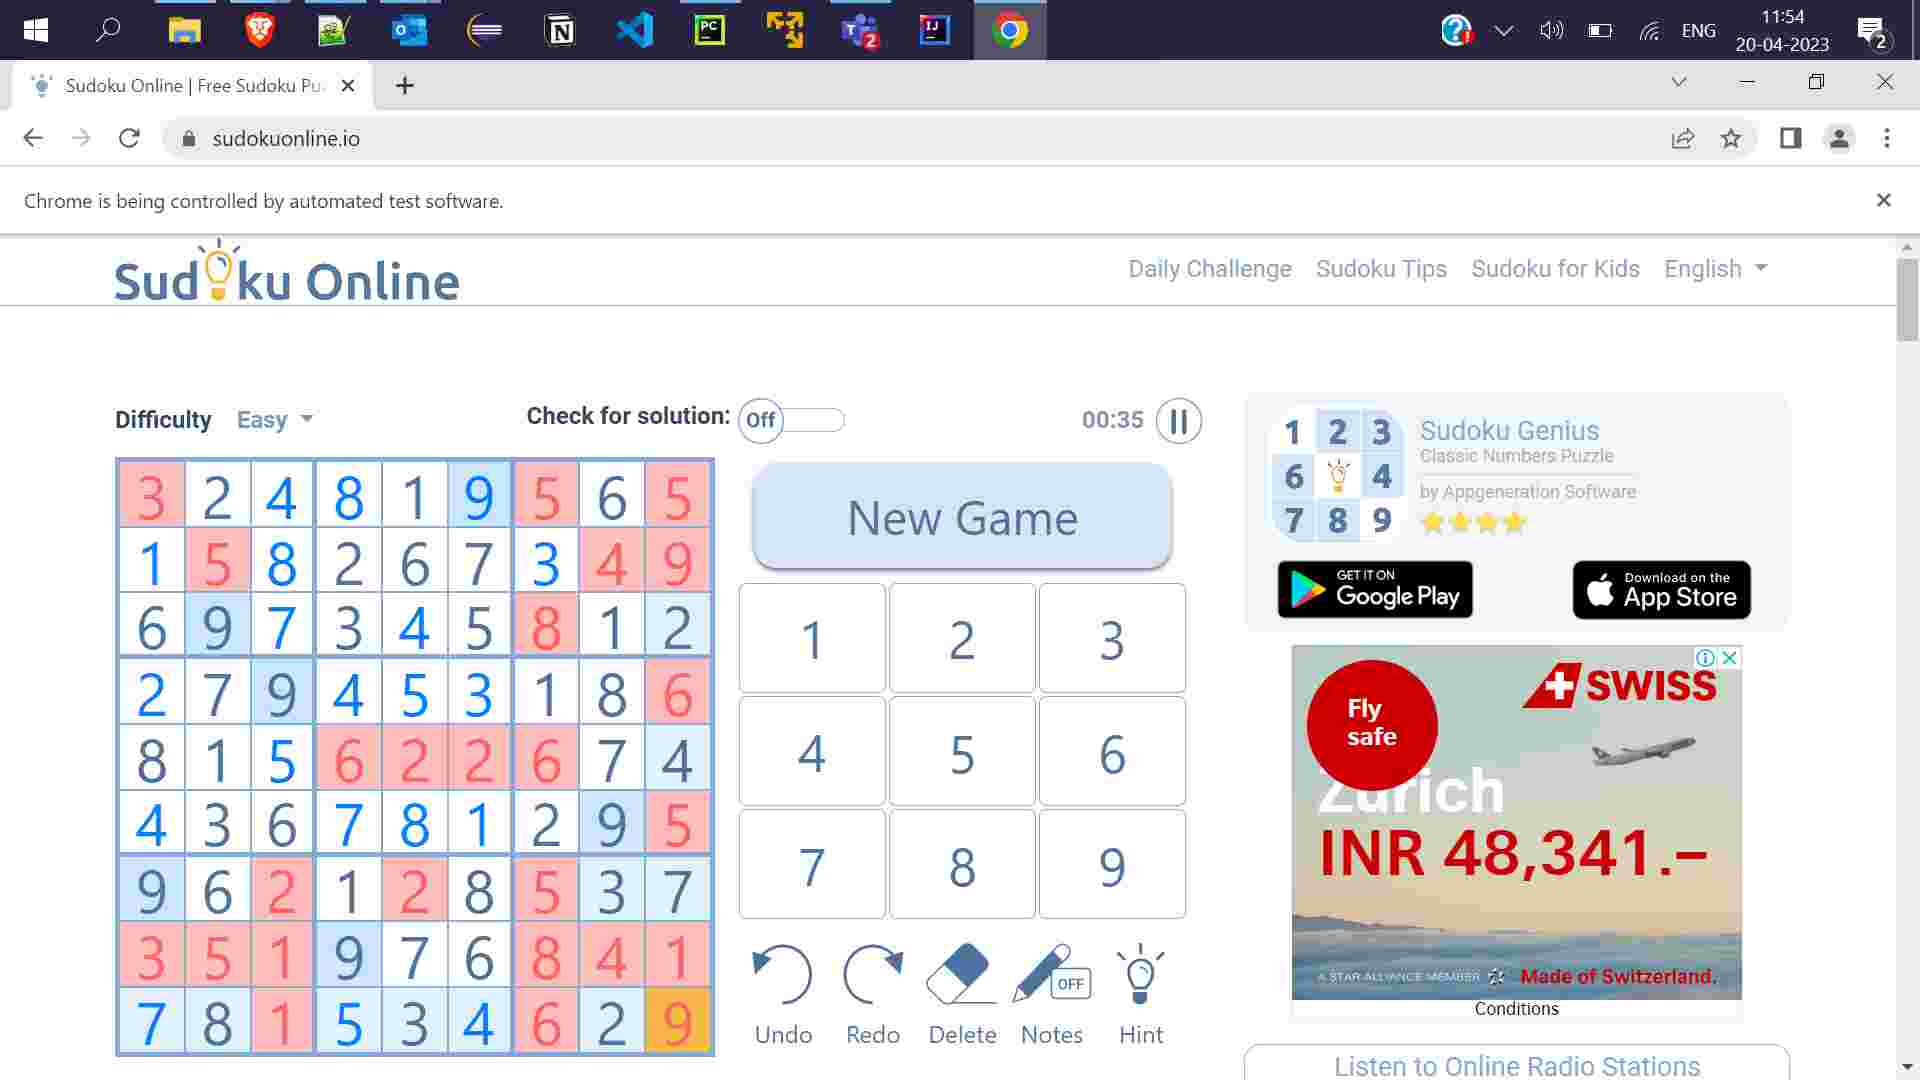 PC
T
2
IJ
ENG
11:54
20-04-2023
2
Sudoku Online | Free Sudoku Pu
sudokuonline.io
Chrome is being controlled by automated test software.
Sudoku Online
Daily Challenge
Sudoku Tips
Sudoku for Kids
English
Difficulty
Easy
Check for solution:
Off
00:35
3 2 4 8 1 9 5 6 5
1 5 8 2 6 7 3 4 9
6 9 7 3 4 5 8 1 2
2 7 9 4 5 3 1 8 6
8 1 5 6 2 2 6 7 4
4 3 6 7 8 1 2 9 5
9 6 2 1 2 8 5 3 7
3 5 1 9 7 6 8 4 1
7 8 1 5 3 4 6 2 9
New Game
1 2 3
4 5 6
7 8 9
OFF
Undo
Redo
Delete
Notes
Hint
1 2 3
6 4
7 8 9
Sudoku Genius
Classic Numbers Puzzle
by Appgeneration Software
GET IT ON
Google Play
Download on the
App Store
SWISS
Fly
safe
Zurich
INR 48,341.–
A STAR ALLIANCE MEMBER
Made of Switzerland.
Conditions
Listen to Online Radio Stations